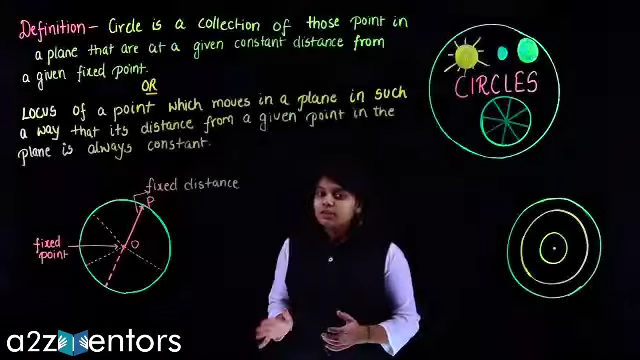 Definition - Circle is a collection of those point in
a plane that are at a given constant distance from
a given fixed point.
OR
Locus of a point which moves in a plane in such
a way that its distance from a given point in the
plane is always constant.
CIRCLES
fixed distance
P
fixed
point
O
a2z mentors